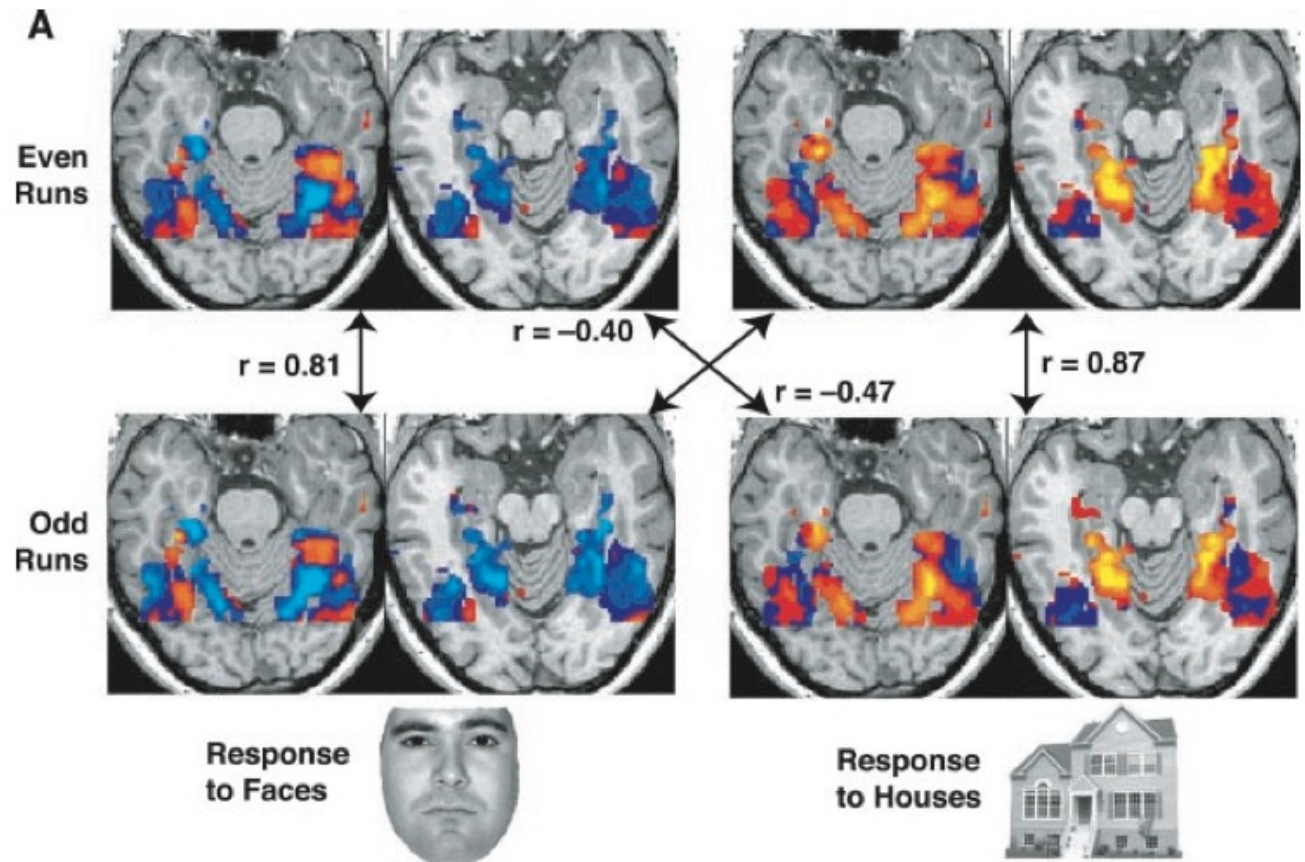 A
Even
Runs
r = 0.81
r = –0.40
r = –0.47
r = 0.87
Odd
Runs
Response
to Faces
Response
to Houses